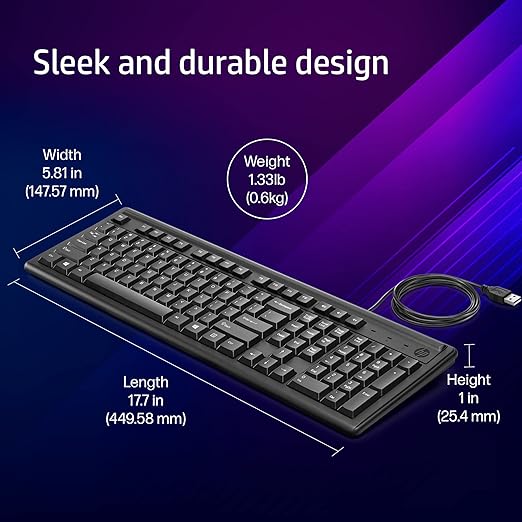 Sleek and durable design
Width
5.81 in
(147.57 mm)
Weight
1.33lb
(0.6kg)
Length
17.7 in
(449.58 mm)
Height
1 in
(25.4 mm)